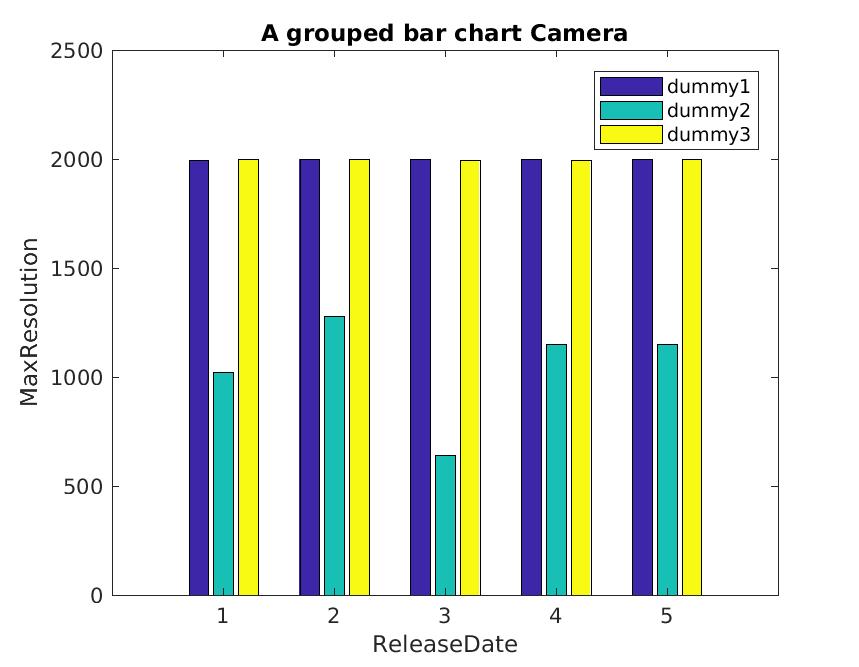 A grouped bar chart Camera
2500
2000
1500
1000
500
0
MaxResolution
dummy1
dummy2
dummy3
1 2 3 4 5
ReleaseDate